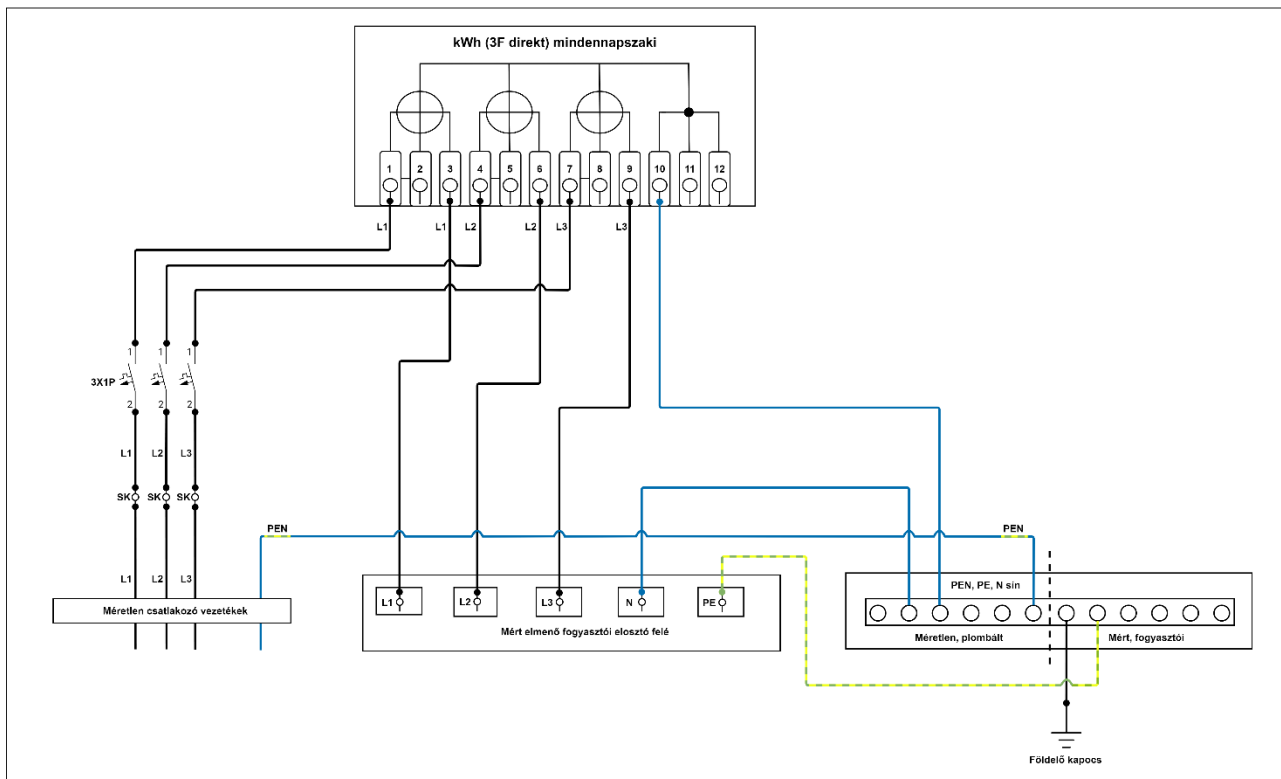 kWh (3F direkt) mindennapszaki
1 2 3 4 5 6 7 8 9 10 11 12
L1 L1 L2 L2 L3 L3
1 1 1
3X1P
2 2 2
L1 L2 L3
SK SK SK
PEN PEN
L1 L2 L3
PEN, PE, N sín
L1 L2 L3 N PE
Méretlen csatlakozó vezetékek
Mért elmenő fogyasztói elosztó felé
Méretlen, plombált Mért, fogyasztói
Földelő kapocs